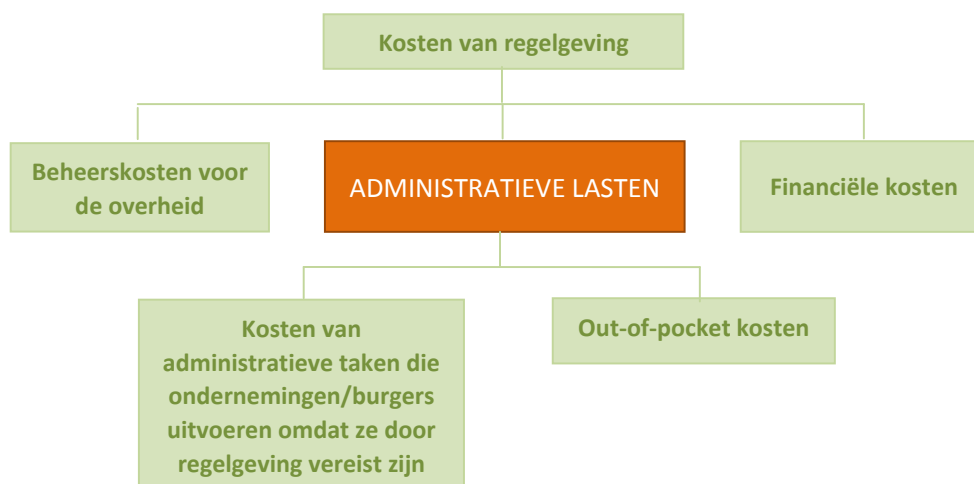 Kosten van regelgeving
Beheerskosten voor
de overheid
ADMINISTRATIEVE LASTEN
Financiële kosten
Kosten van
administratieve taken die
ondernemingen/burgers
uitvoeren omdat ze door
regelgeving vereist zijn
Out-of-pocket kosten